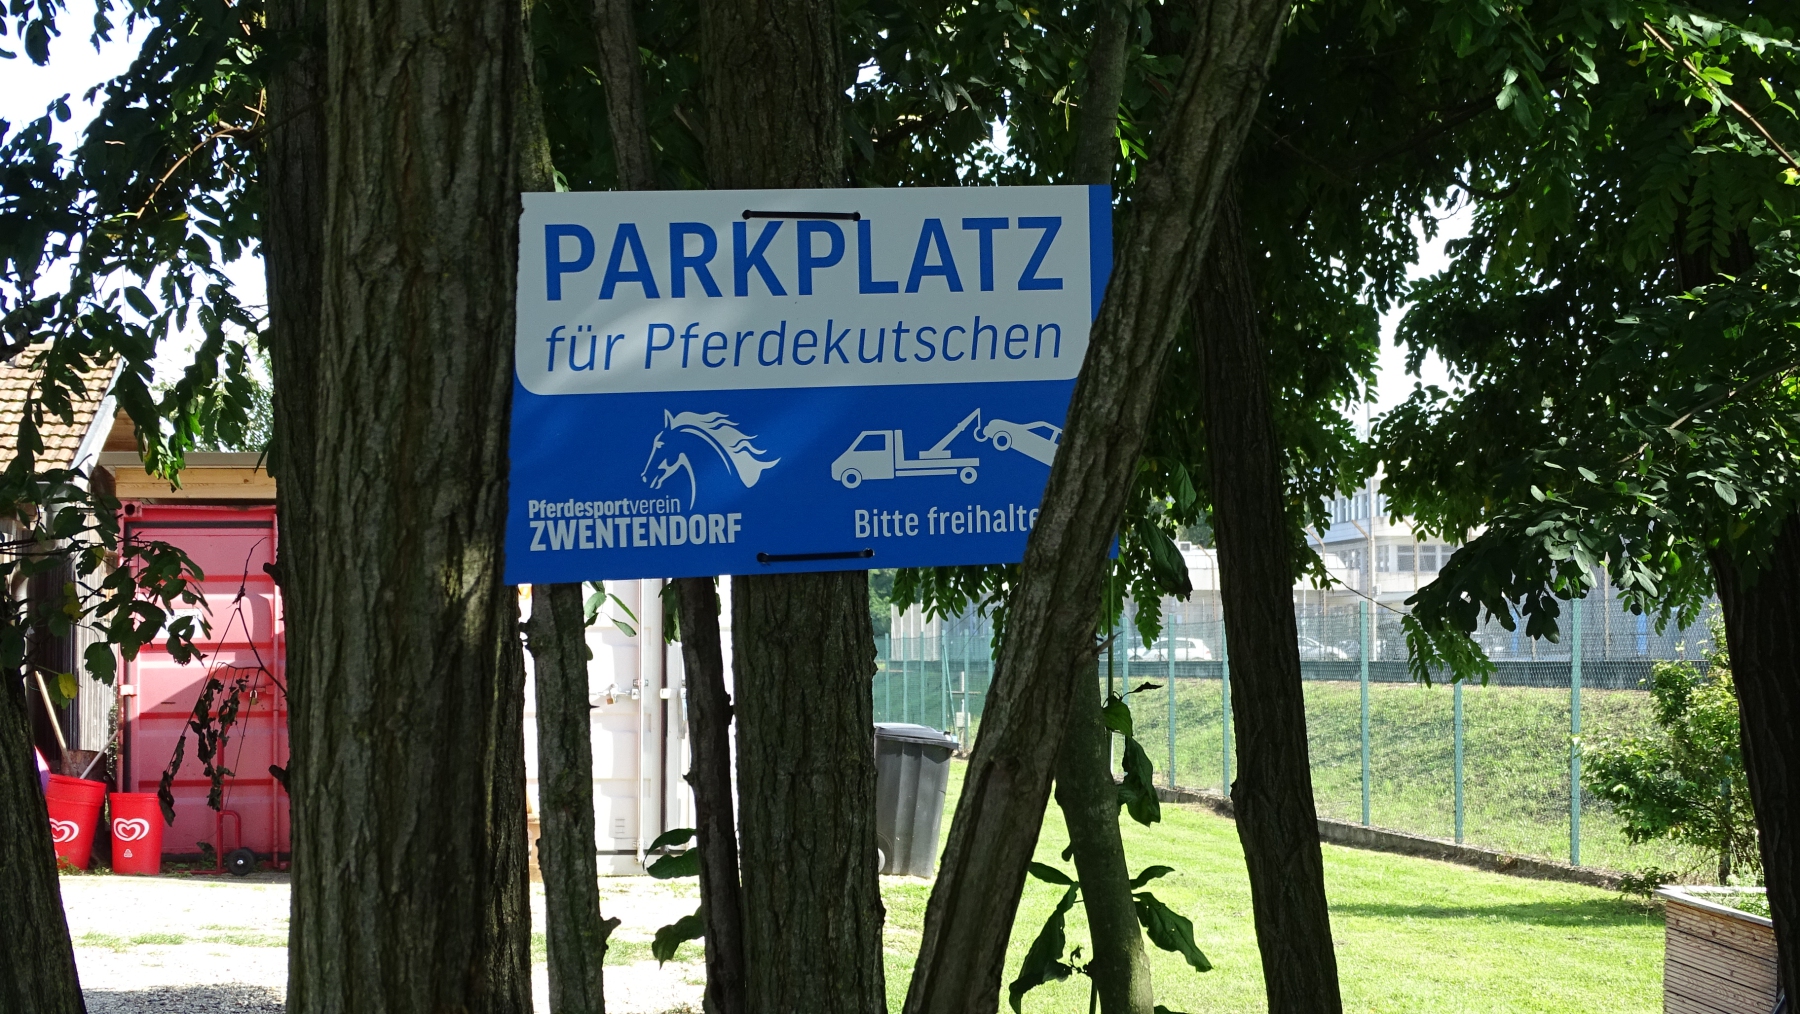 PARKPLATZ
für Pferdekutschen
Pferdesportverein
ZWENTENDORF
Bitte freihalte